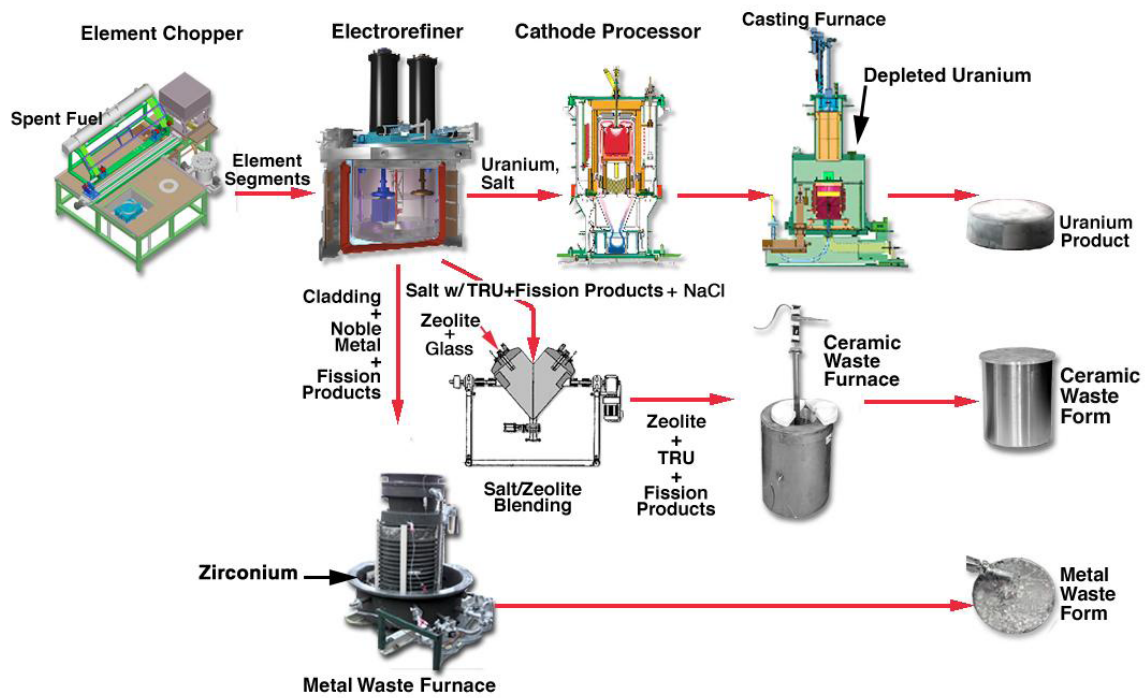 Element Chopper
Electrorefiner
Cathode Processor
Casting Furnace
Depleted Uranium
Spent Fuel
Element
Segments
Uranium,
Salt
Uranium
Product
Cladding
+
Noble
Metal
+
Fission
Products
Salt w/ TRU+Fission Products + NaCl
Zeolite
+
Glass
Salt/Zeolite
Blending
Zeolite
+
TRU
+
Fission
Products
Ceramic
Waste
Furnace
Ceramic
Waste
Form
Zirconium
Metal Waste Furnace
Metal
Waste
Form